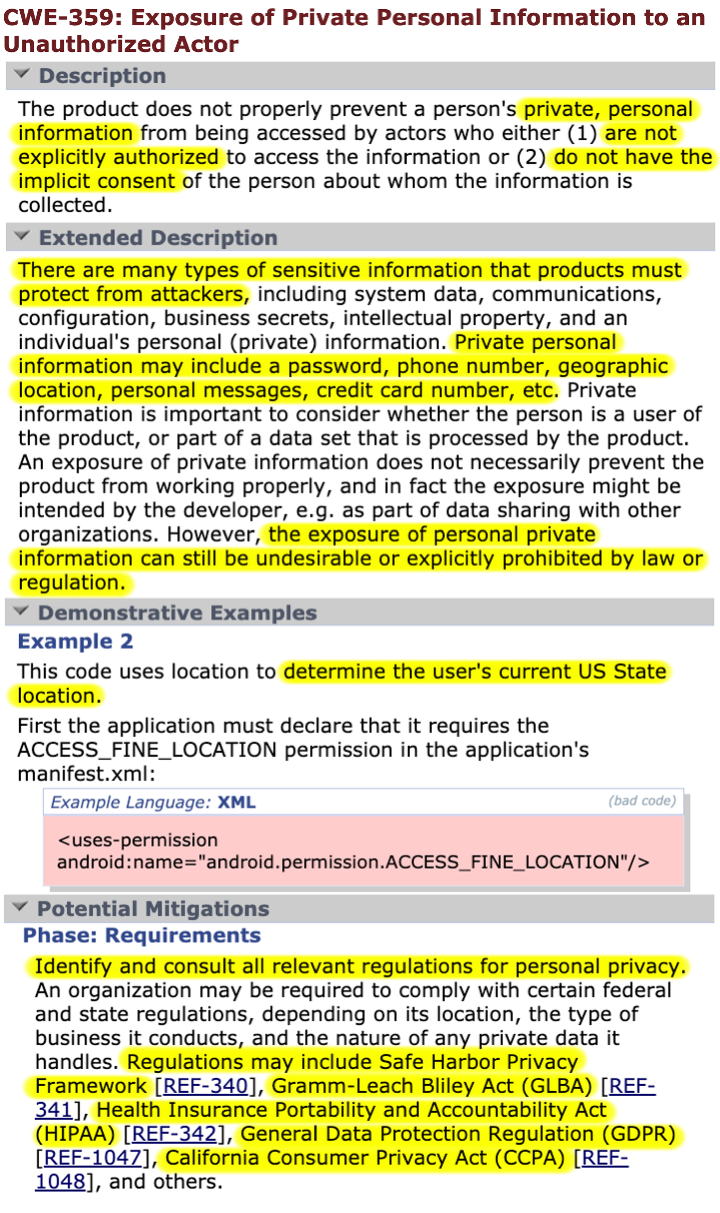 CWE-359: Exposure of Private Personal Information to an
Unauthorized Actor
Description
The product does not properly prevent a person's private, personal
information from being accessed by actors who either (1) are not
explicitly authorized to access the information or (2) do not have the
implicit consent of the person about whom the information is
collected.
Extended Description
There are many types of sensitive information that products must
protect from attackers, including system data, communications,
configuration, business secrets, intellectual property, and an
individual's personal (private) information. Private personal
information may include a password, phone number, geographic
location, personal messages, credit card number, etc. Private
information is important to consider whether the person is a user of
the product, or part of a data set that is processed by the product.
An exposure of private information does not necessarily prevent the
product from working properly, and in fact the exposure might be
intended by the developer, e.g. as part of data sharing with other
organizations. However, the exposure of personal private
information can still be undesirable or explicitly prohibited by law or
regulation.
Demonstrative Examples
Example 2
This code uses location to determine the user's current US State
location.
First the application must declare that it requires the
ACCESS_FINE_LOCATION permission in the application's
manifest.xml:
Example Language: XML (bad code)
<uses-permission
android:name="android.permission.ACCESS_FINE_LOCATION"/>
Potential Mitigations
Phase: Requirements
Identify and consult all relevant regulations for personal privacy.
An organization may be required to comply with certain federal
and state regulations, depending on its location, the type of
business it conducts, and the nature of any private data it
handles. Regulations may include Safe Harbor Privacy
Framework [REF-340], Gramm-Leach Bliley Act (GLBA) [REF-
341], Health Insurance Portability and Accountability Act
(HIPAA) [REF-342], General Data Protection Regulation (GDPR)
[REF-1047], California Consumer Privacy Act (CCPA) [REF-
1048], and others.